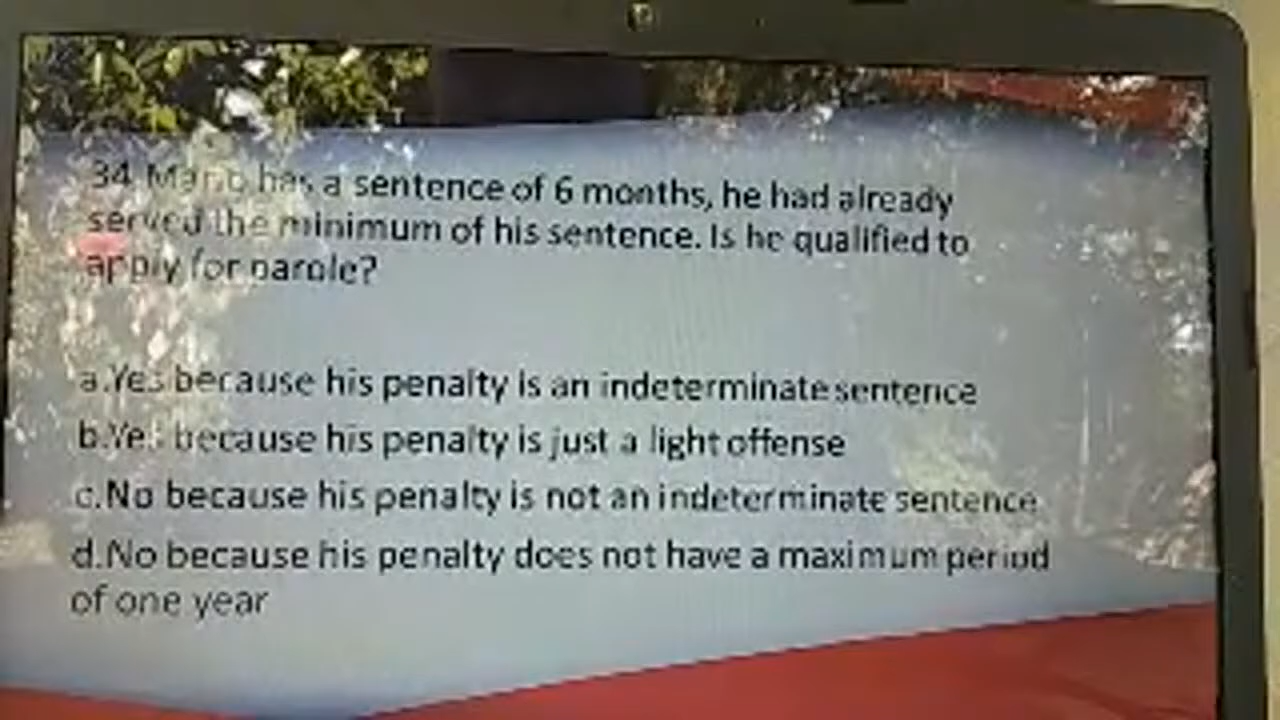 34 Mario has a sentence of 6 months, he had already
served the minimum of his sentence. Is he qualified to
apply for parole?
a.Yes because his penalty is an indeterminate sentence
b.Yes because his penalty is just a light offense
c.No because his penalty is not an indeterminate sentence
d.No because his penalty does not have a maximum period
of one year